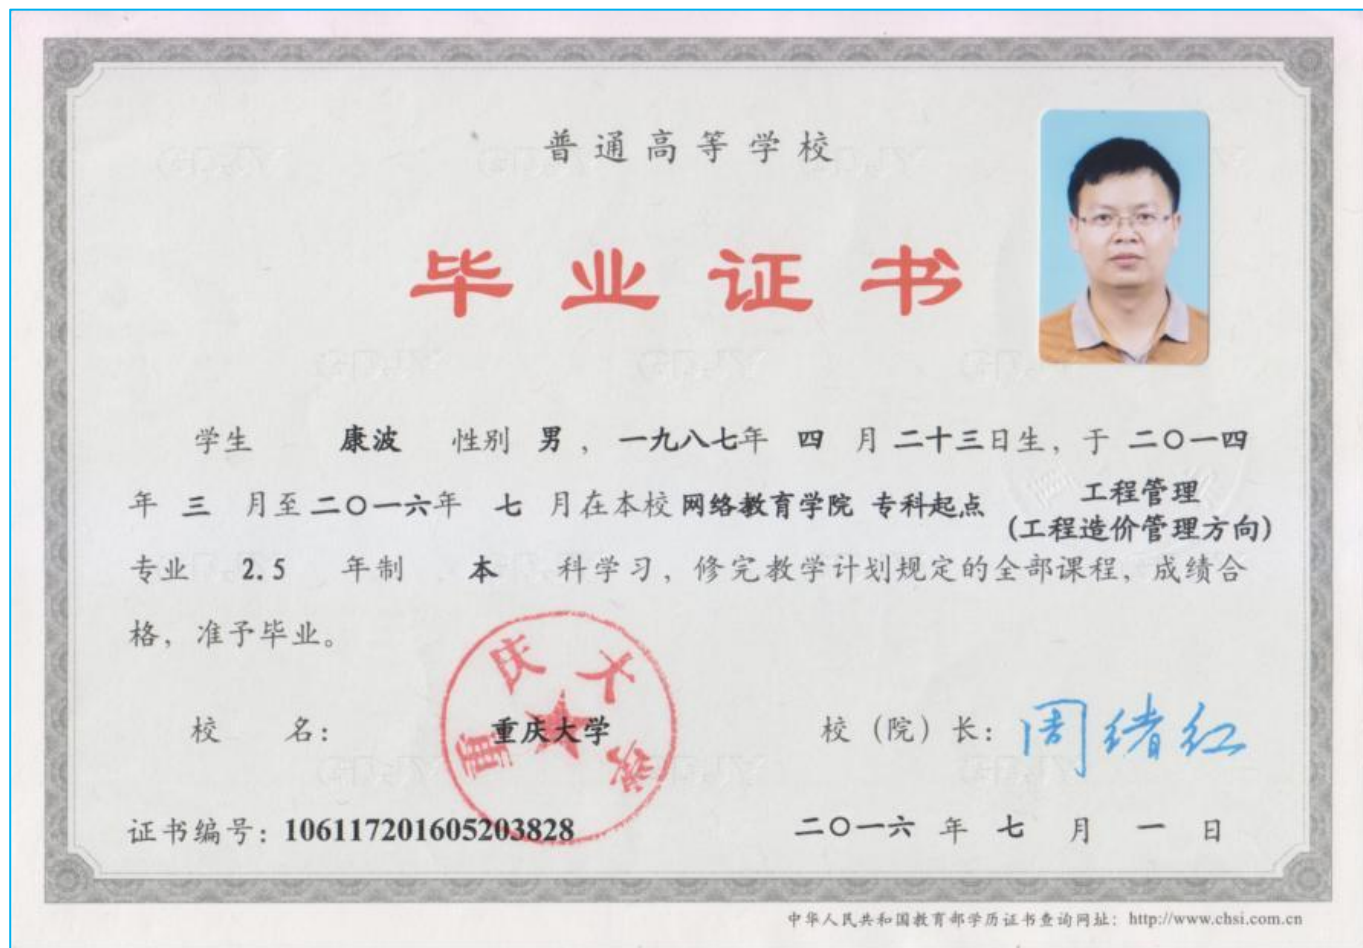 普通高等学校
毕业证书
学生 康波 性别 男，一九八七年 四 月 二十三日生，于 二〇一四
年 三 月至二〇一六年 七 月在本校 网络教育学院 专科起点 工程管理
(工程造价管理方向)
专业 2.5 年制 本 科学习，修完教学计划规定的全部课程，成绩合
格，准予毕业。
重庆大学
校 名： 重庆大学 校（院）长：周绪红
证书编号：106117201605203828 二〇一六 年 七 月 一 日
中华人民共和国教育部学历证书查询网址：http://www.chsi.com.cn